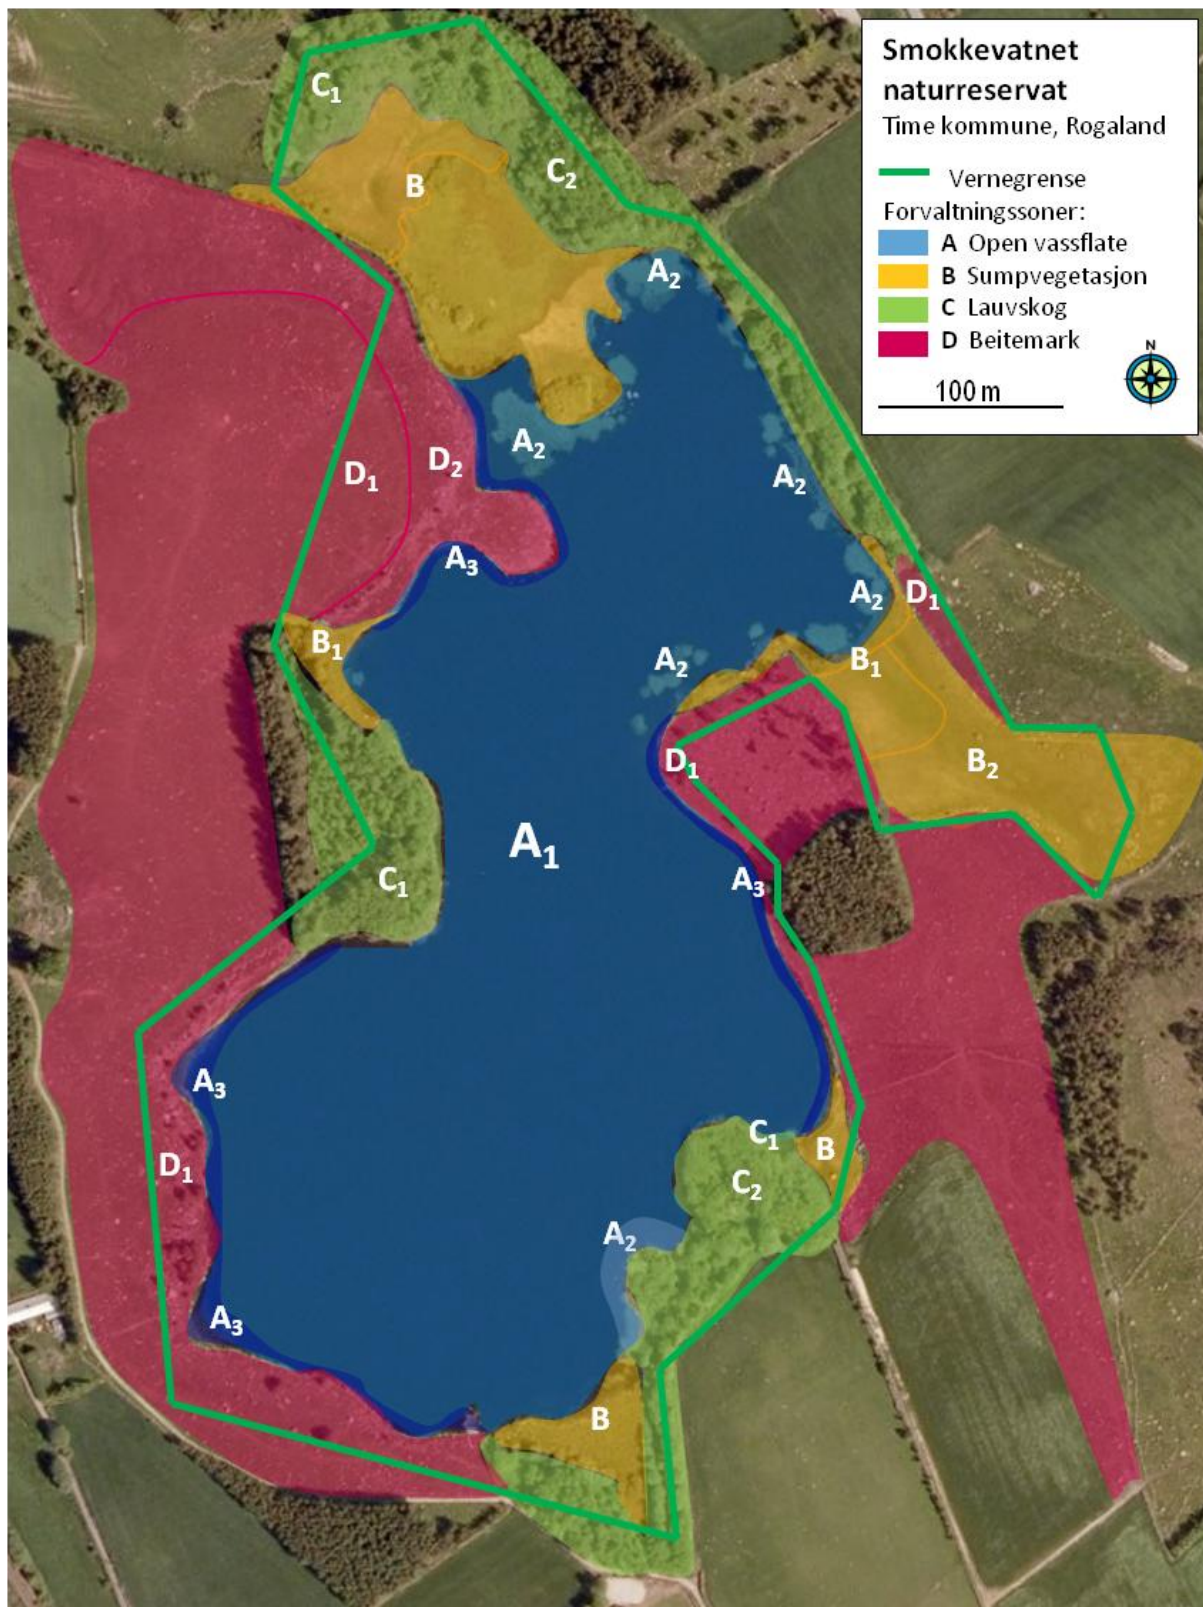 Smokkevatnet
naturreservat
Time kommune, Rogaland
Vernegrense
Forvaltningssoner:
A Open vassflate
B Sumpvegetasjon
C Lauvskog
D Beitemark
N
100 m
C1
C2
B
A2
A2
D1
D2
A2
A3
A2
D1
B1
B1
A2
D1
B2
A1
C1
A3
A3
C1
B
D1
C2
A2
A3
B